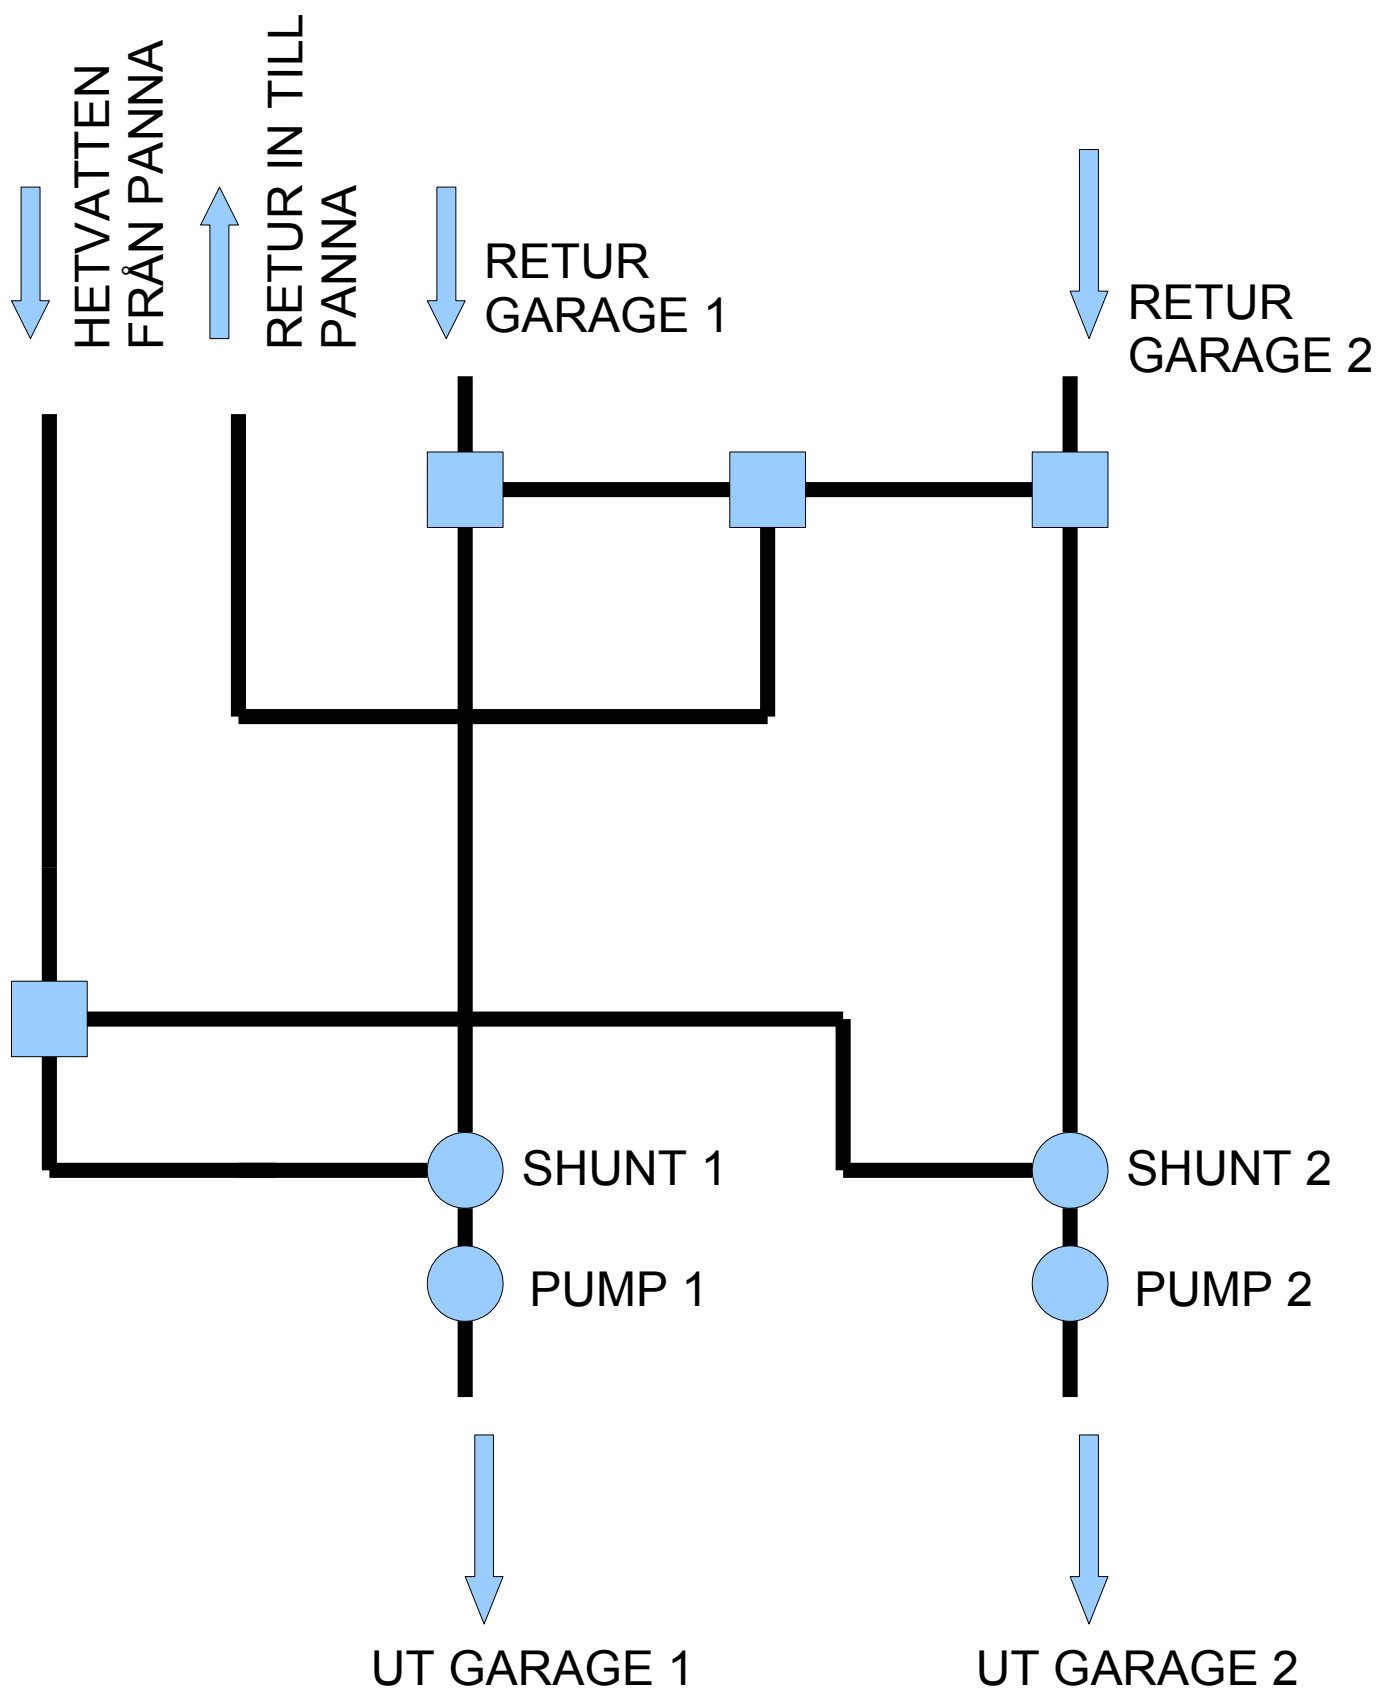 HETVATTEN
FRÅN PANNA
RETUR IN TILL
PANNA
RETUR
GARAGE 1
RETUR
GARAGE 2
SHUNT 1
SHUNT 2
PUMP 1
PUMP 2
UT GARAGE 1
UT GARAGE 2